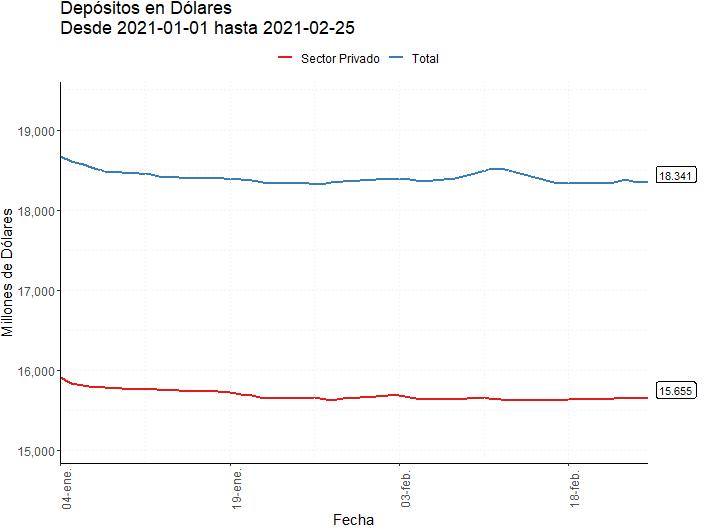 Depósitos en Dólares
Desde 2021-01-01 hasta 2021-02-25
Sector Privado
Total
Millones de Dólares
19,000
18,000
17,000
16,000
15,000
18.341
15.655
04-ene.
19-ene.
03-feb.
18-feb.
Fecha